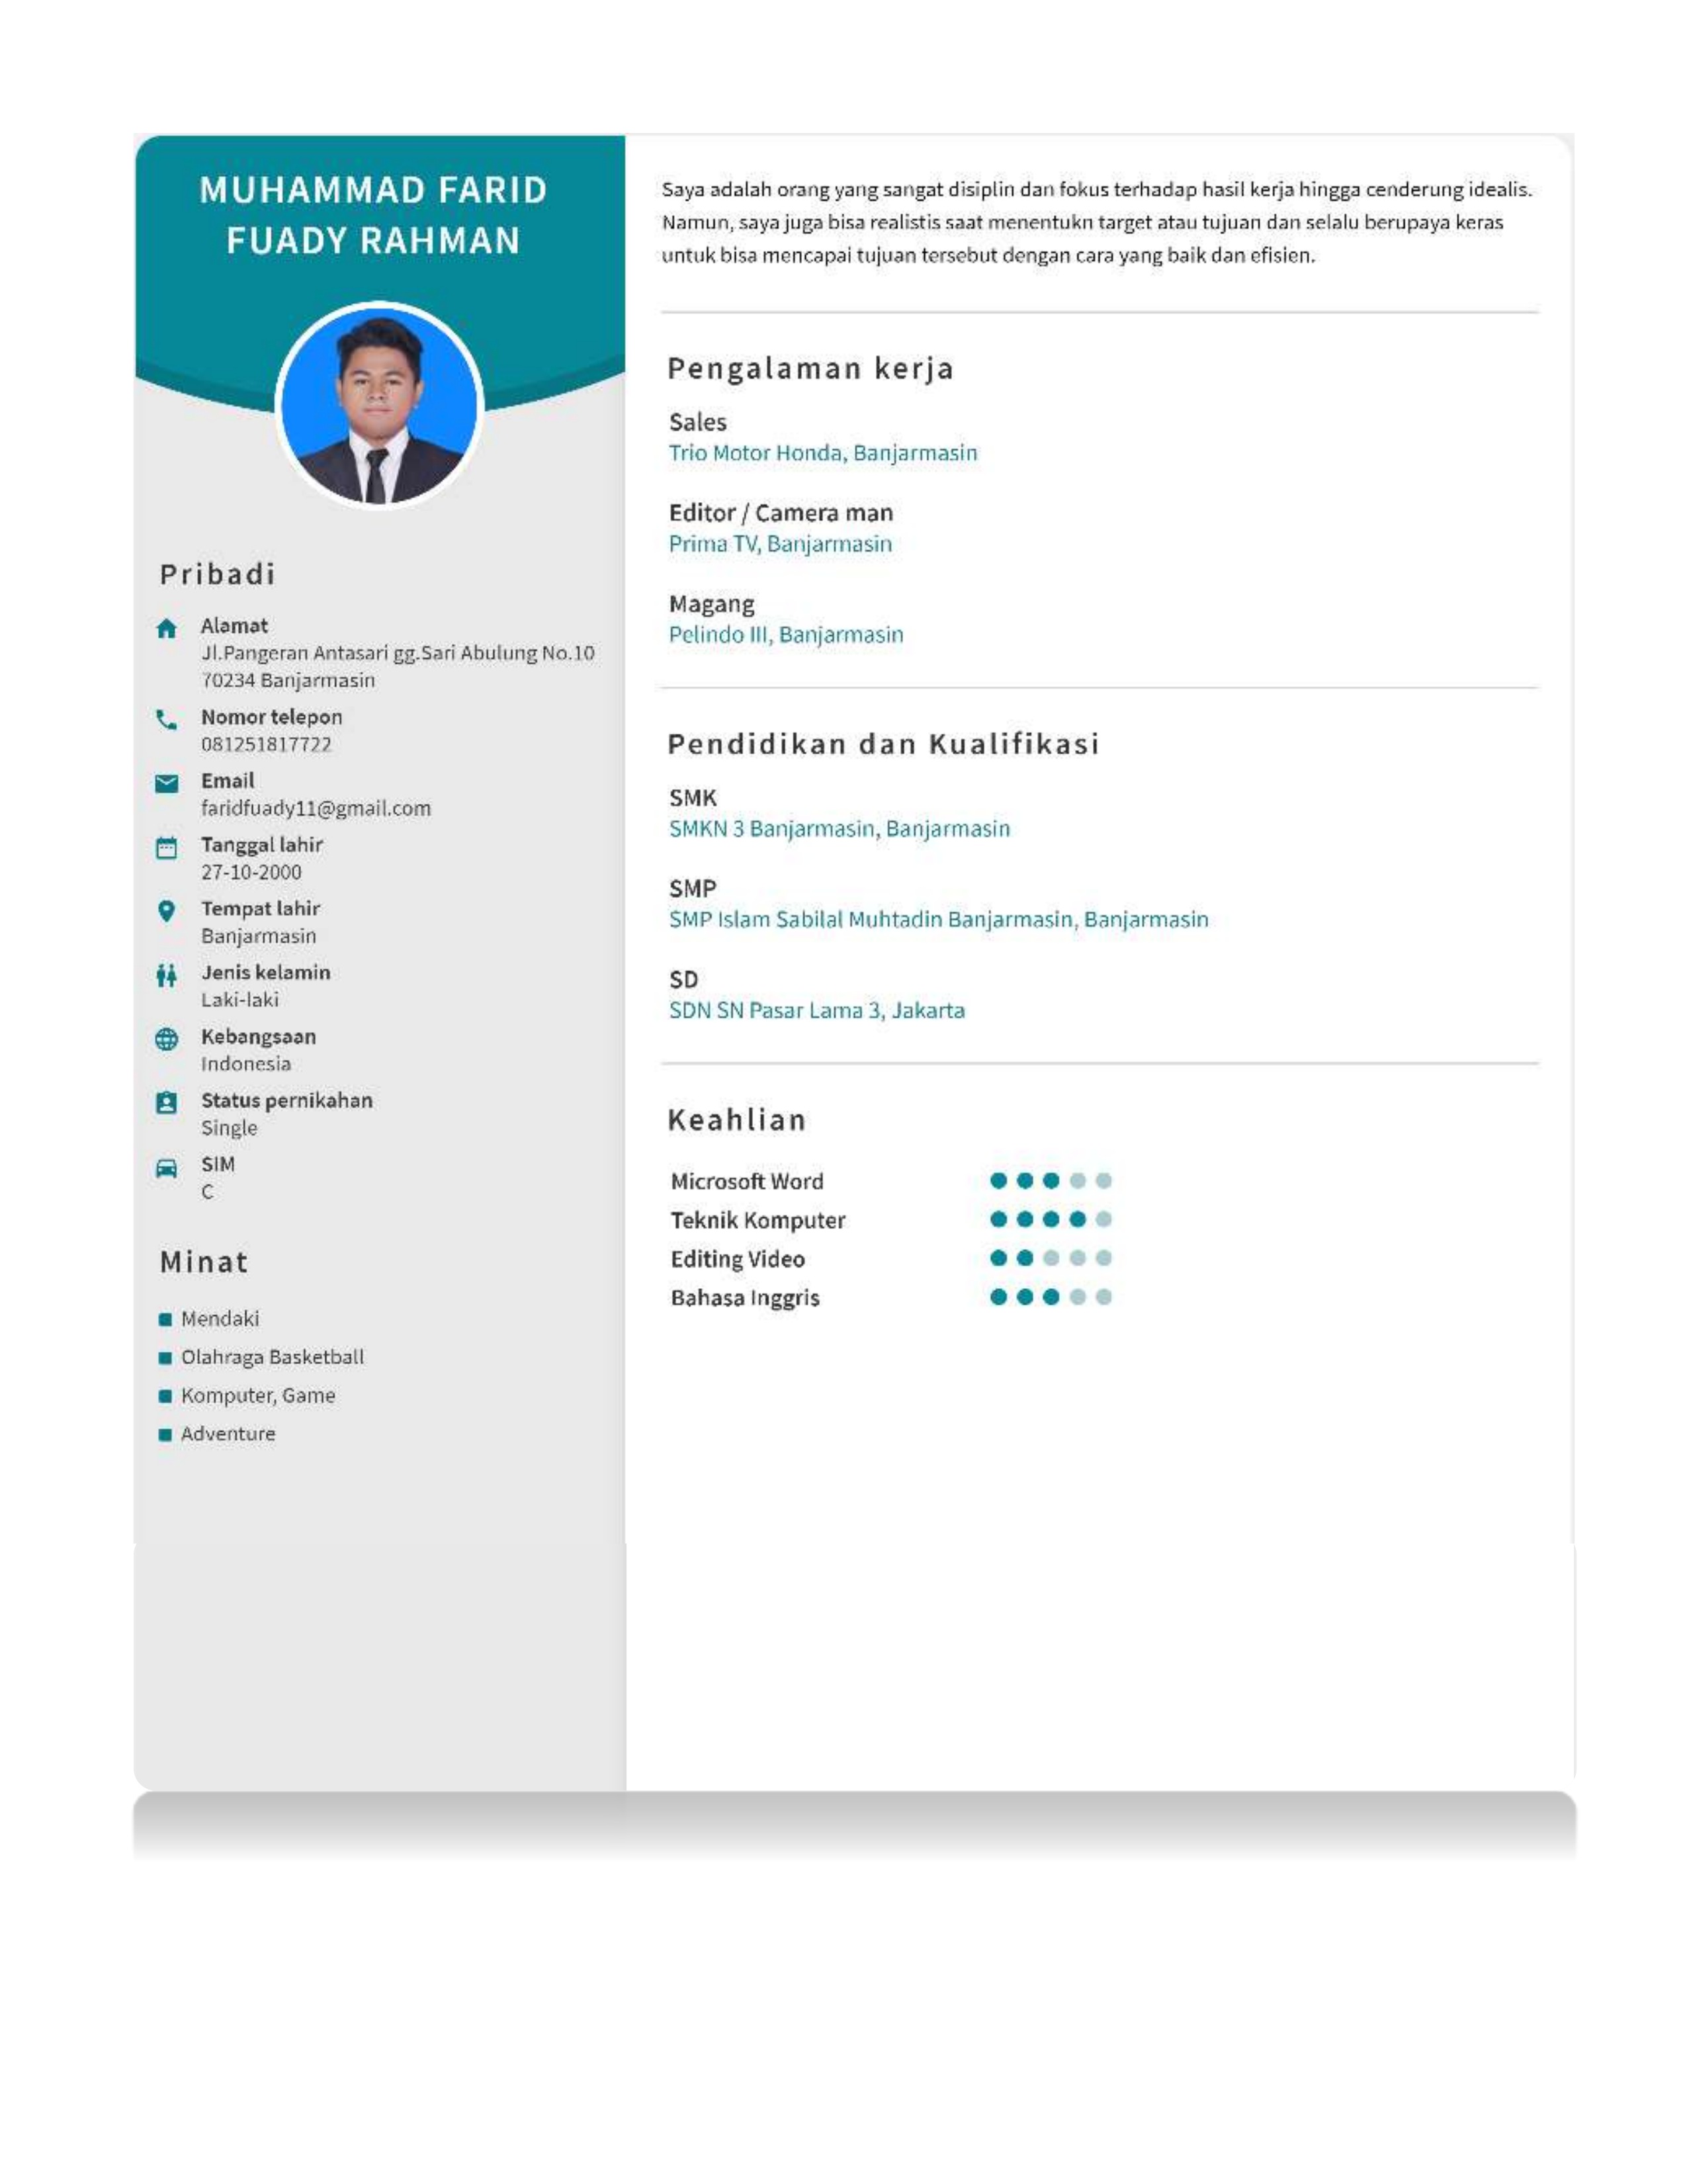 MUHAMMAD FARID
FUADY RAHMAN
Pribadi
Alamat
Jl.Pangeran Antasari gg.Sari Abulung No.10
70234 Banjarmasin
Nomor telepon
081251817722
Email
faridfuady11@gmail.com
Tanggal lahir
27-10-2000
Tempat lahir
Banjarmasin
Jenis kelamin
Laki-laki
Kebangsaan
Indonesia
Status pernikahan
Single
SIM
C
Minat
Mendaki
Olahraga Basketball
Komputer, Game
Adventure
Saya adalah orang yang sangat disiplin dan fokus terhadap hasil kerja hingga cenderung idealis.
Namun, saya juga bisa realistis saat menentukn target atau tujuan dan selalu berupaya keras
untuk bisa mencapai tujuan tersebut dengan cara yang baik dan efisien.
Pengalaman kerja
Sales
Trio Motor Honda, Banjarmasin
Editor / Camera man
Prima TV, Banjarmasin
Magang
Pelindo III, Banjarmasin
Pendidikan dan Kualifikasi
SMK
SMKN 3 Banjarmasin, Banjarmasin
SMP
SMP Islam Sabilal Muhtadin Banjarmasin, Banjarmasin
SD
SDN SN Pasar Lama 3, Jakarta
Keahlian
Microsoft Word
Teknik Komputer
Editing Video
Bahasa Inggris